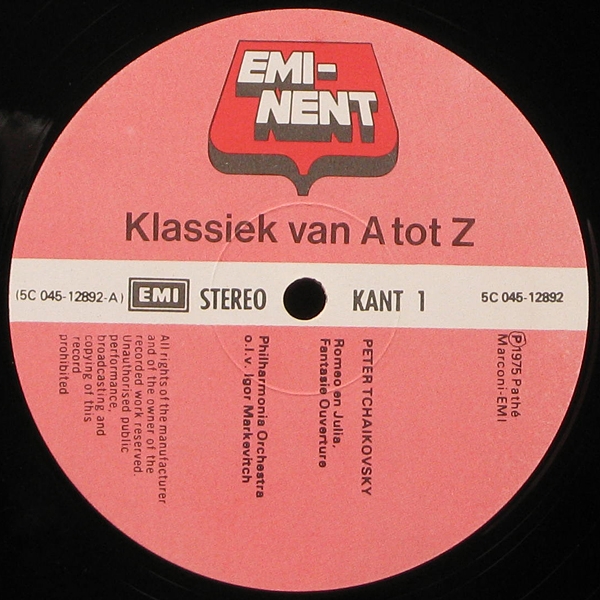 EMI-
NENT
Klassiek van A tot Z
(5C 045-12892-A) EMI STEREO KANT 1 5C 045-12892
Ⓟ1975 Pathé
Marconi-EMI
PETER TCHAIKOVSKY
Romeo en Julia,
Fantasie Ouverture
Philharmonia Orchestra
o.l.v. Igor Markevitch
All rights of the manufacturer
and of the owner of the
recorded work reserved.
Unauthorised public
performance,
broadcasting and
copying of this
record
prohibited